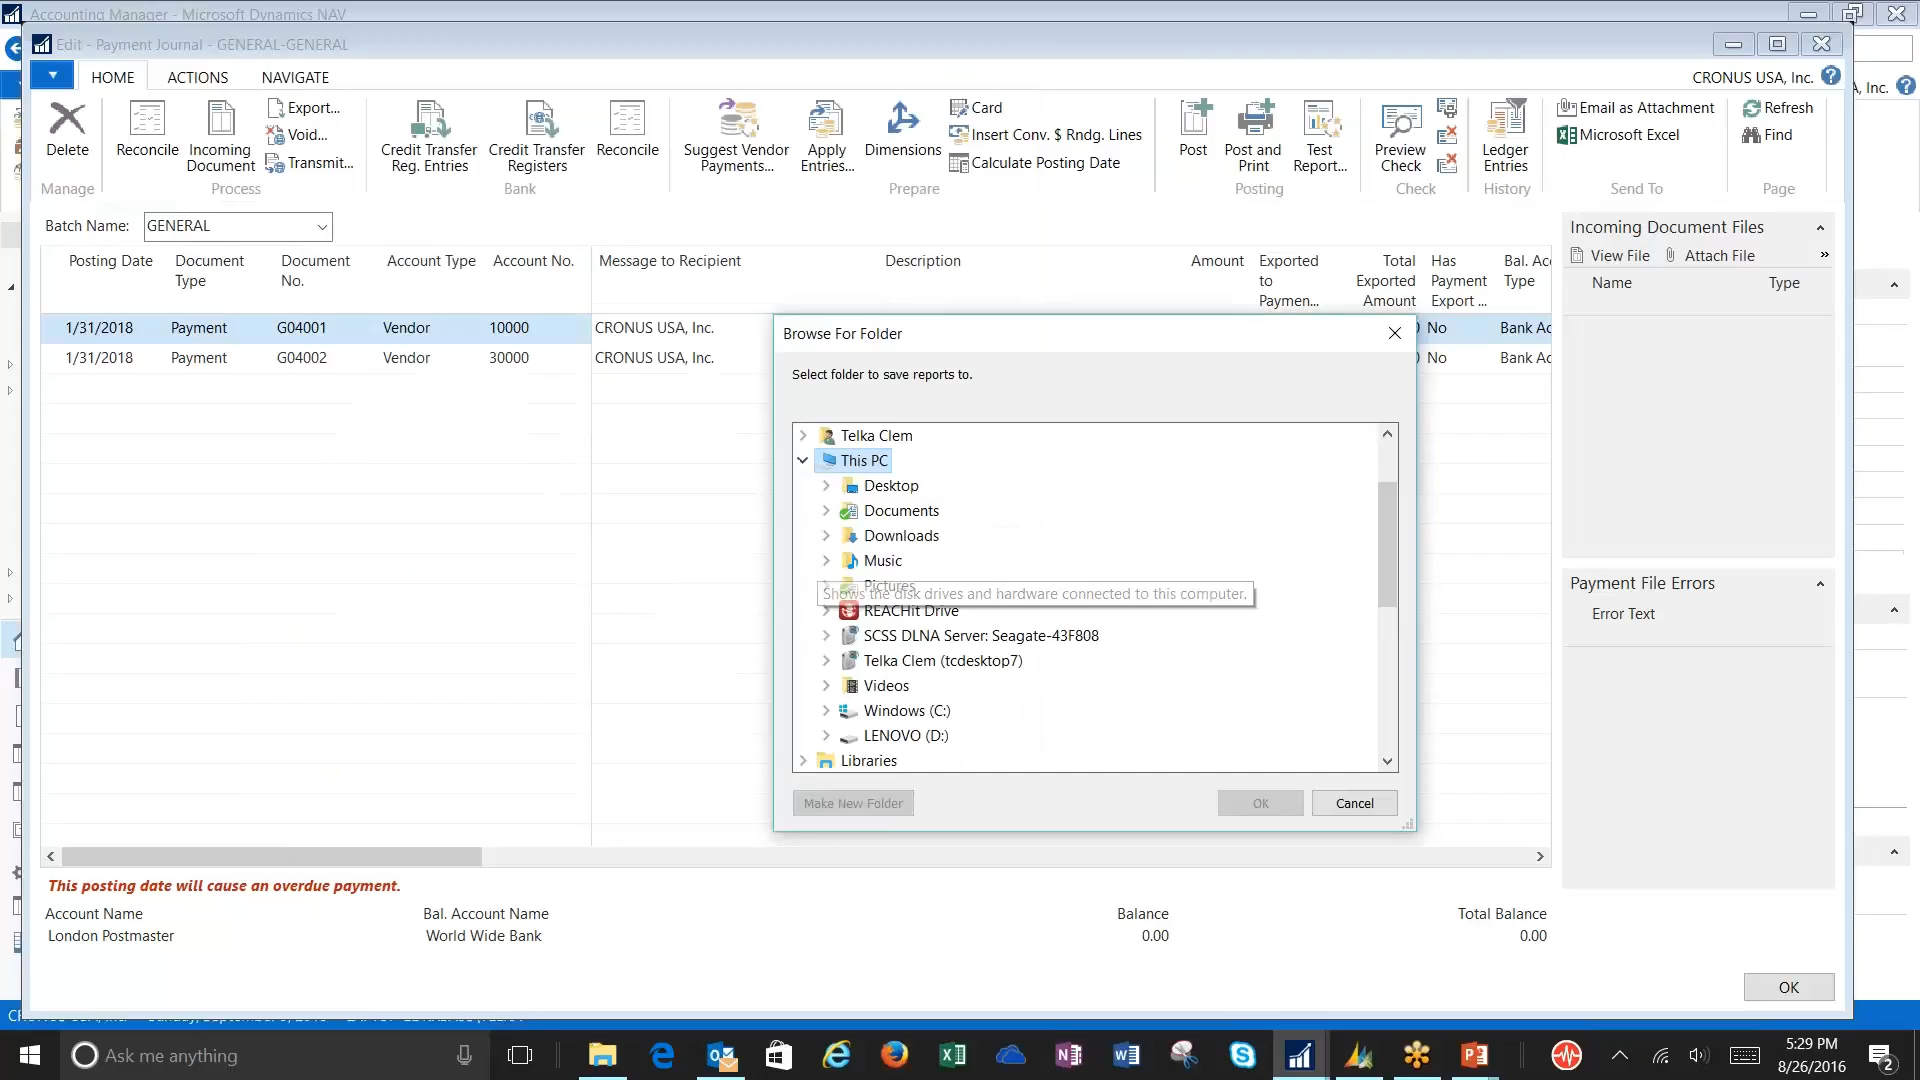 Accounting Manager - Microsoft Dynamics NAV
Edit - Payment Journal - GENERAL-GENERAL
HOME ACTIONS NAVIGATE CRONUS USA, Inc.
A, Inc.
Delete
Reconcile
Incoming Document
Export...
Void...
Transmit...
Credit Transfer Reg. Entries
Credit Transfer Registers
Reconcile
Suggest Vendor Payments...
Apply Entries...
Dimensions
Card
Insert Conv. $ Rndg. Lines
Calculate Posting Date
Post
Post and Print
Test Report...
Preview Check
Ledger Entries
Email as Attachment
Microsoft Excel
Refresh
Find
Manage Process Bank Prepare Posting Check History Send To Page
Batch Name: GENERAL
Posting Date Document Type Document No. Account Type Account No. Message to Recipient Description Amount Exported to Paymen... Total Exported Amount Has Payment Export ... Bal. Acc Type
1/31/2018 Payment G04001 Vendor 10000 CRONUS USA, Inc. No Bank Ac
1/31/2018 Payment G04002 Vendor 30000 CRONUS USA, Inc. No Bank Ac
Browse For Folder
Select folder to save reports to.
Telka Clem
This PC
Desktop
Documents
Downloads
Music
Pictures
Shows the disk drives and hardware connected to this computer.
REACHit Drive
SCSS DLNA Server: Seagate-43F808
Telka Clem (tcdesktop7)
Videos
Windows (C:)
LENOVO (D:)
Libraries
Make New Folder OK Cancel
Incoming Document Files
View File Attach File »
Name Type
Payment File Errors
Error Text
This posting date will cause an overdue payment.
Account Name Bal. Account Name Balance Total Balance
London Postmaster World Wide Bank 0.00 0.00
OK
Ask me anything
5:29 PM
8/26/2016
2